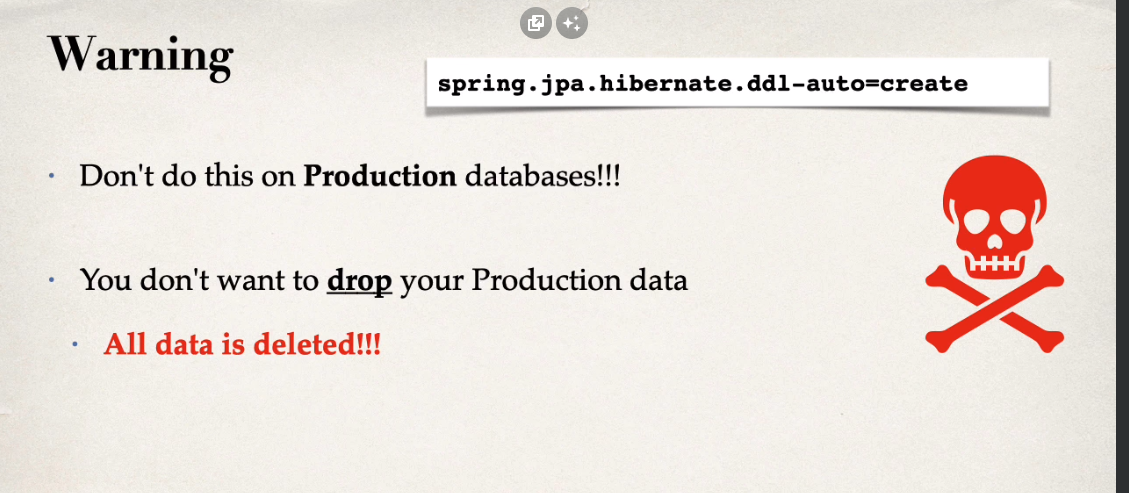 Warning
spring.jpa.hibernate.ddl-auto=create
Don't do this on Production databases!!!
You don't want to drop your Production data
All data is deleted!!!